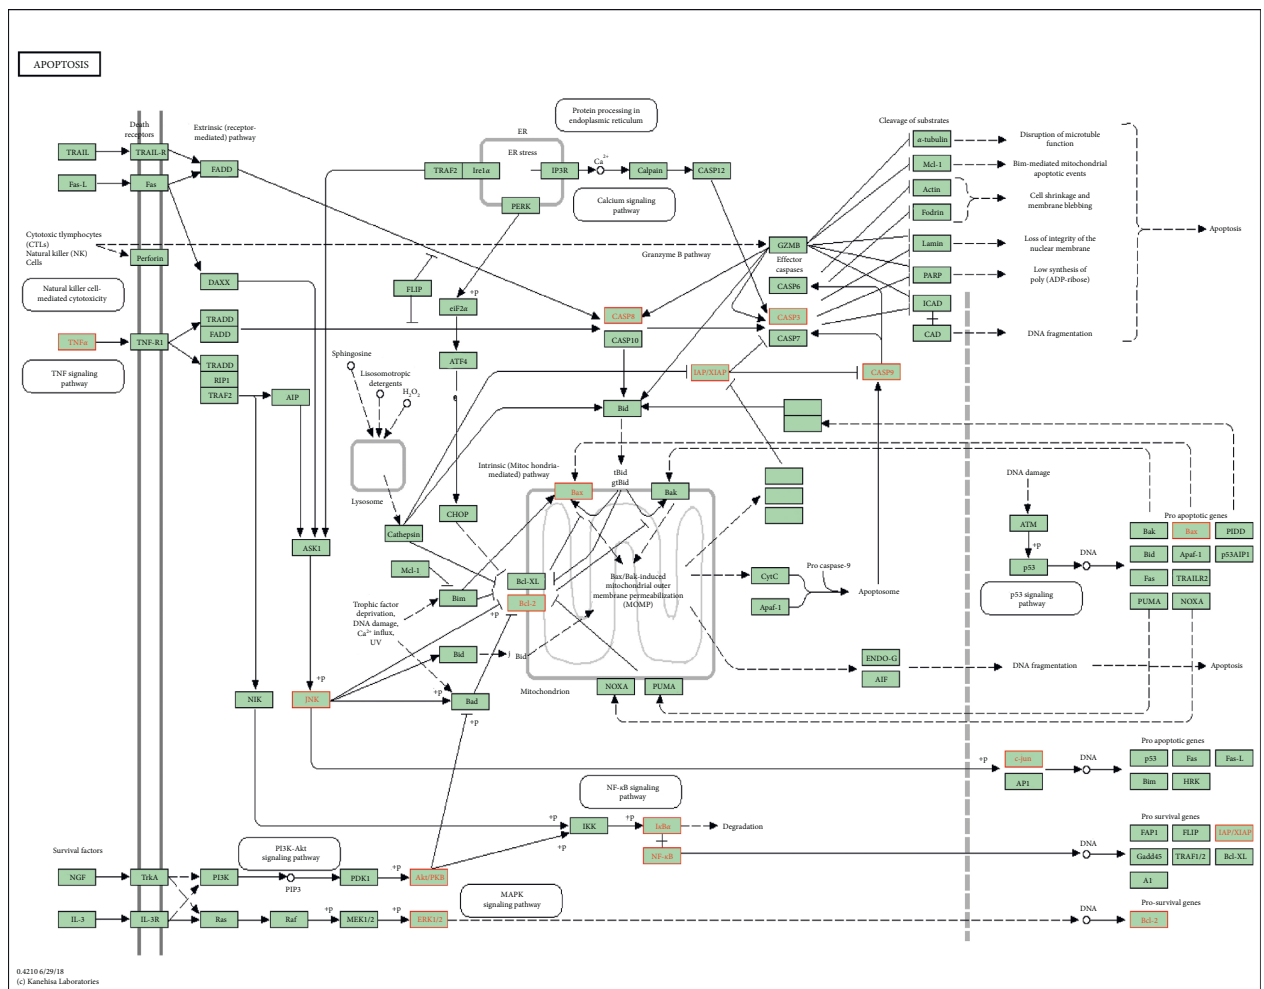 APOPTOSIS
Protein processing in
endoplasmic reticulum
Death
receptors
Extrinsic (receptor-
mediated) pathway
ER
ER stress
Cleavage of substrates
TRAIL
TRAIL-R
FADD
TRAF2
Ire1α
IP3R
Ca2+
Calpain
CASP12
α-tubulin
Disruption of microtuble
function
Mcl-1
Bim-mediated mitochondrial
apoptotic events
Fas-L
Fas
PERK
Calcium signaling
pathway
Actin
Fodrin
Cell shrinkage and
membrane blebbing
Cytotoxic tlymphocytes
(CTLs)
Natural killer (NK)
Cells
Perforin
Granzyme B pathway
GZMB
Effector
caspases
Lamin
Loss of integrity of the
nuclear membrane
Apoptosis
PARP
Low synthesis of
poly (ADP-ribose)
Natural killer cell-
mediated cytotoxicity
DAXX
FLIP
+p
eiF2α
CASP6
ICAD
TNFα
TNF-R1
TRADD
FADD
CASP8
CASP10
CASP3
CASP7
CAD
DNA fragmentation
TNF signaling
pathway
TRADD
RIP1
TRAF2
AIP
Sphingosine
Lisosomotropic
detergents
H2O2
ATF4
IAP/XIAP
CASP9
Bid
Lysosome
Cathepsin
CHOP
Intrinsic (Mitoc hondria-
mediated) pathway
tBid
gtBid
Bax
Bak
DNA damage
ATM
+p
p53
DNA
p53 signaling
pathway
Pro apoptotic genes
Bak
Bax
PIDD
Bid
Apaf-1
p53AIP1
Fas
TRAILR2
PUMA
NOXA
ASK1
Mcl-1
Bim
Bcl-XL
Bcl-2
+p
Bax/Bak-induced
mitochondrial outer
membrane permeabilization
(MOMP)
CytC
Apaf-1
Pro caspase-9
Apoptosome
Trophic factor
deprivation,
DNA damage,
Ca2+ influx,
UV
Bid
Bid
ENDO-G
AIF
DNA fragmentation
Apoptosis
Mitochondrion
NOXA
PUMA
NIK
+p
JNK
+p
Bad
+p
+p
c-jun
AP1
DNA
Pro apoptotic genes
p53
Fas
Fas-L
Bim
HRK
NF-κB signaling
pathway
+p
IKK
+p
+p
IκBα
Degradation
NF-κB
DNA
Pro survival genes
FAP1
FLIP
IAP/XIAP
Gadd45
TRAF1/2
Bcl-XL
A1
Survival factors
PI3K-Akt
signaling pathway
NGF
TrkA
PI3K
PIP3
PDK1
+p
Akt/PKB
MAPK
signaling pathway
IL-3
IL-3R
Ras
Raf
+p
MEK1/2
+p
ERK1/2
DNA
Pro-survival genes
Bcl-2
0.4210 6/29/18
(c) Kanehisa Laboratories